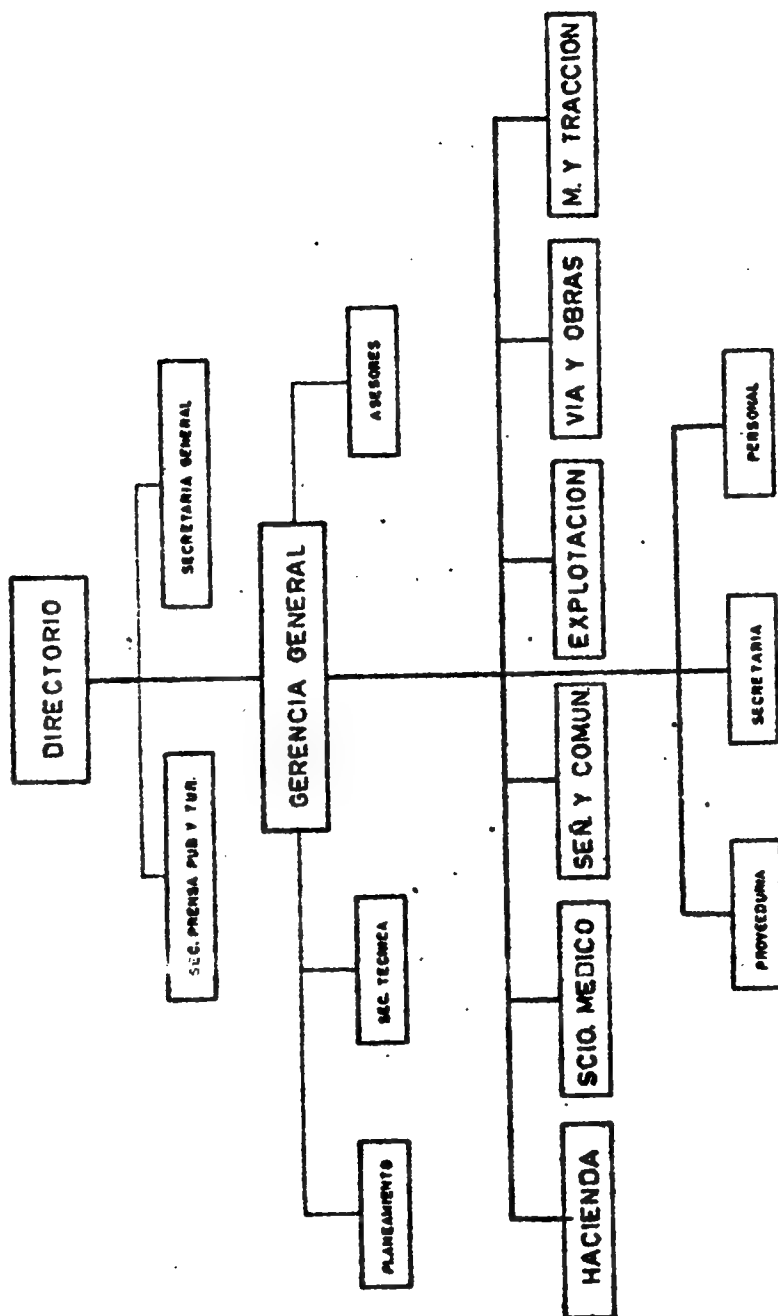 DIRECTORIO
SEC. PRENSA PUB Y TUR.
SECRETARIA GENERAL
GERENCIA GENERAL
PLANEAMIENTO
SEC. TECNICA
ASESORES
HACIENDA
SCIO. MEDICO
SEÑ. Y COMUN.
EXPLOTACION
VIA Y OBRAS
M. Y TRACCION
PROVEEDURIA
SECRETARIA
PERSONAL